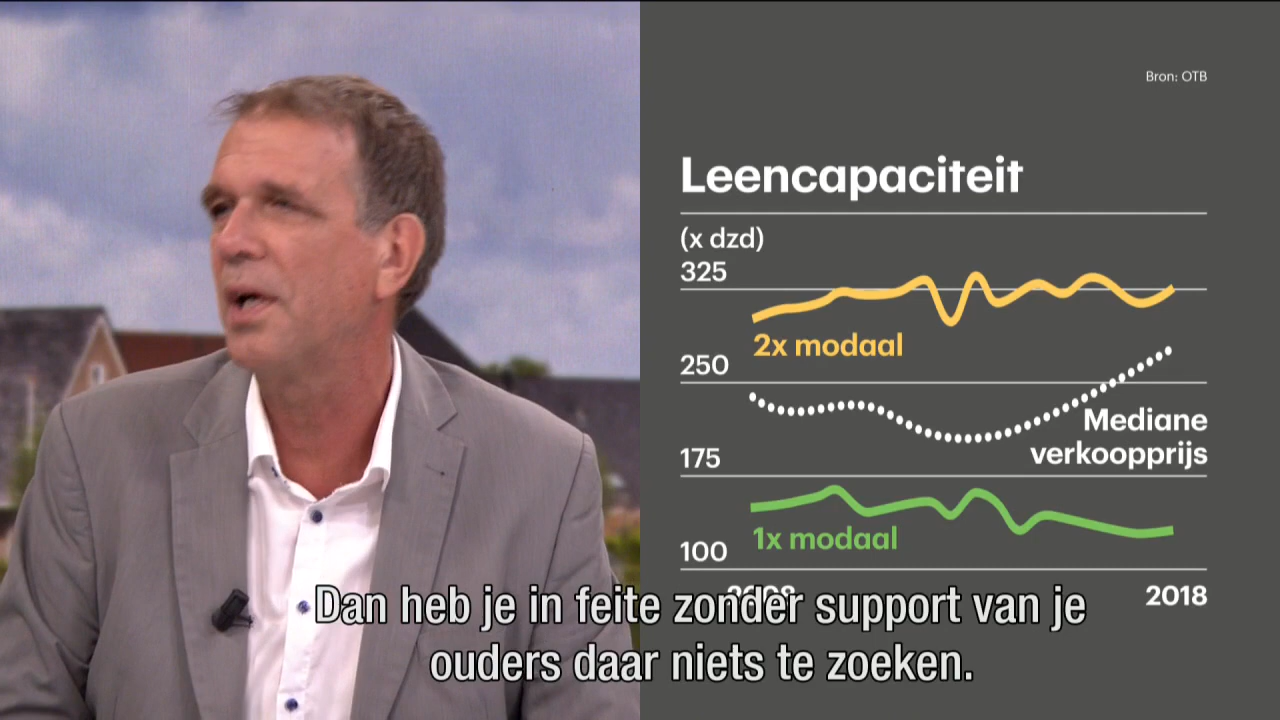 Bron: OTB
Leencapaciteit
(x dzd)
325
2x modaal
250
Mediane
verkoopprijs
175
1x modaal
100
2018
Dan heb je in feite zonder support van je
ouders daar niets te zoeken.